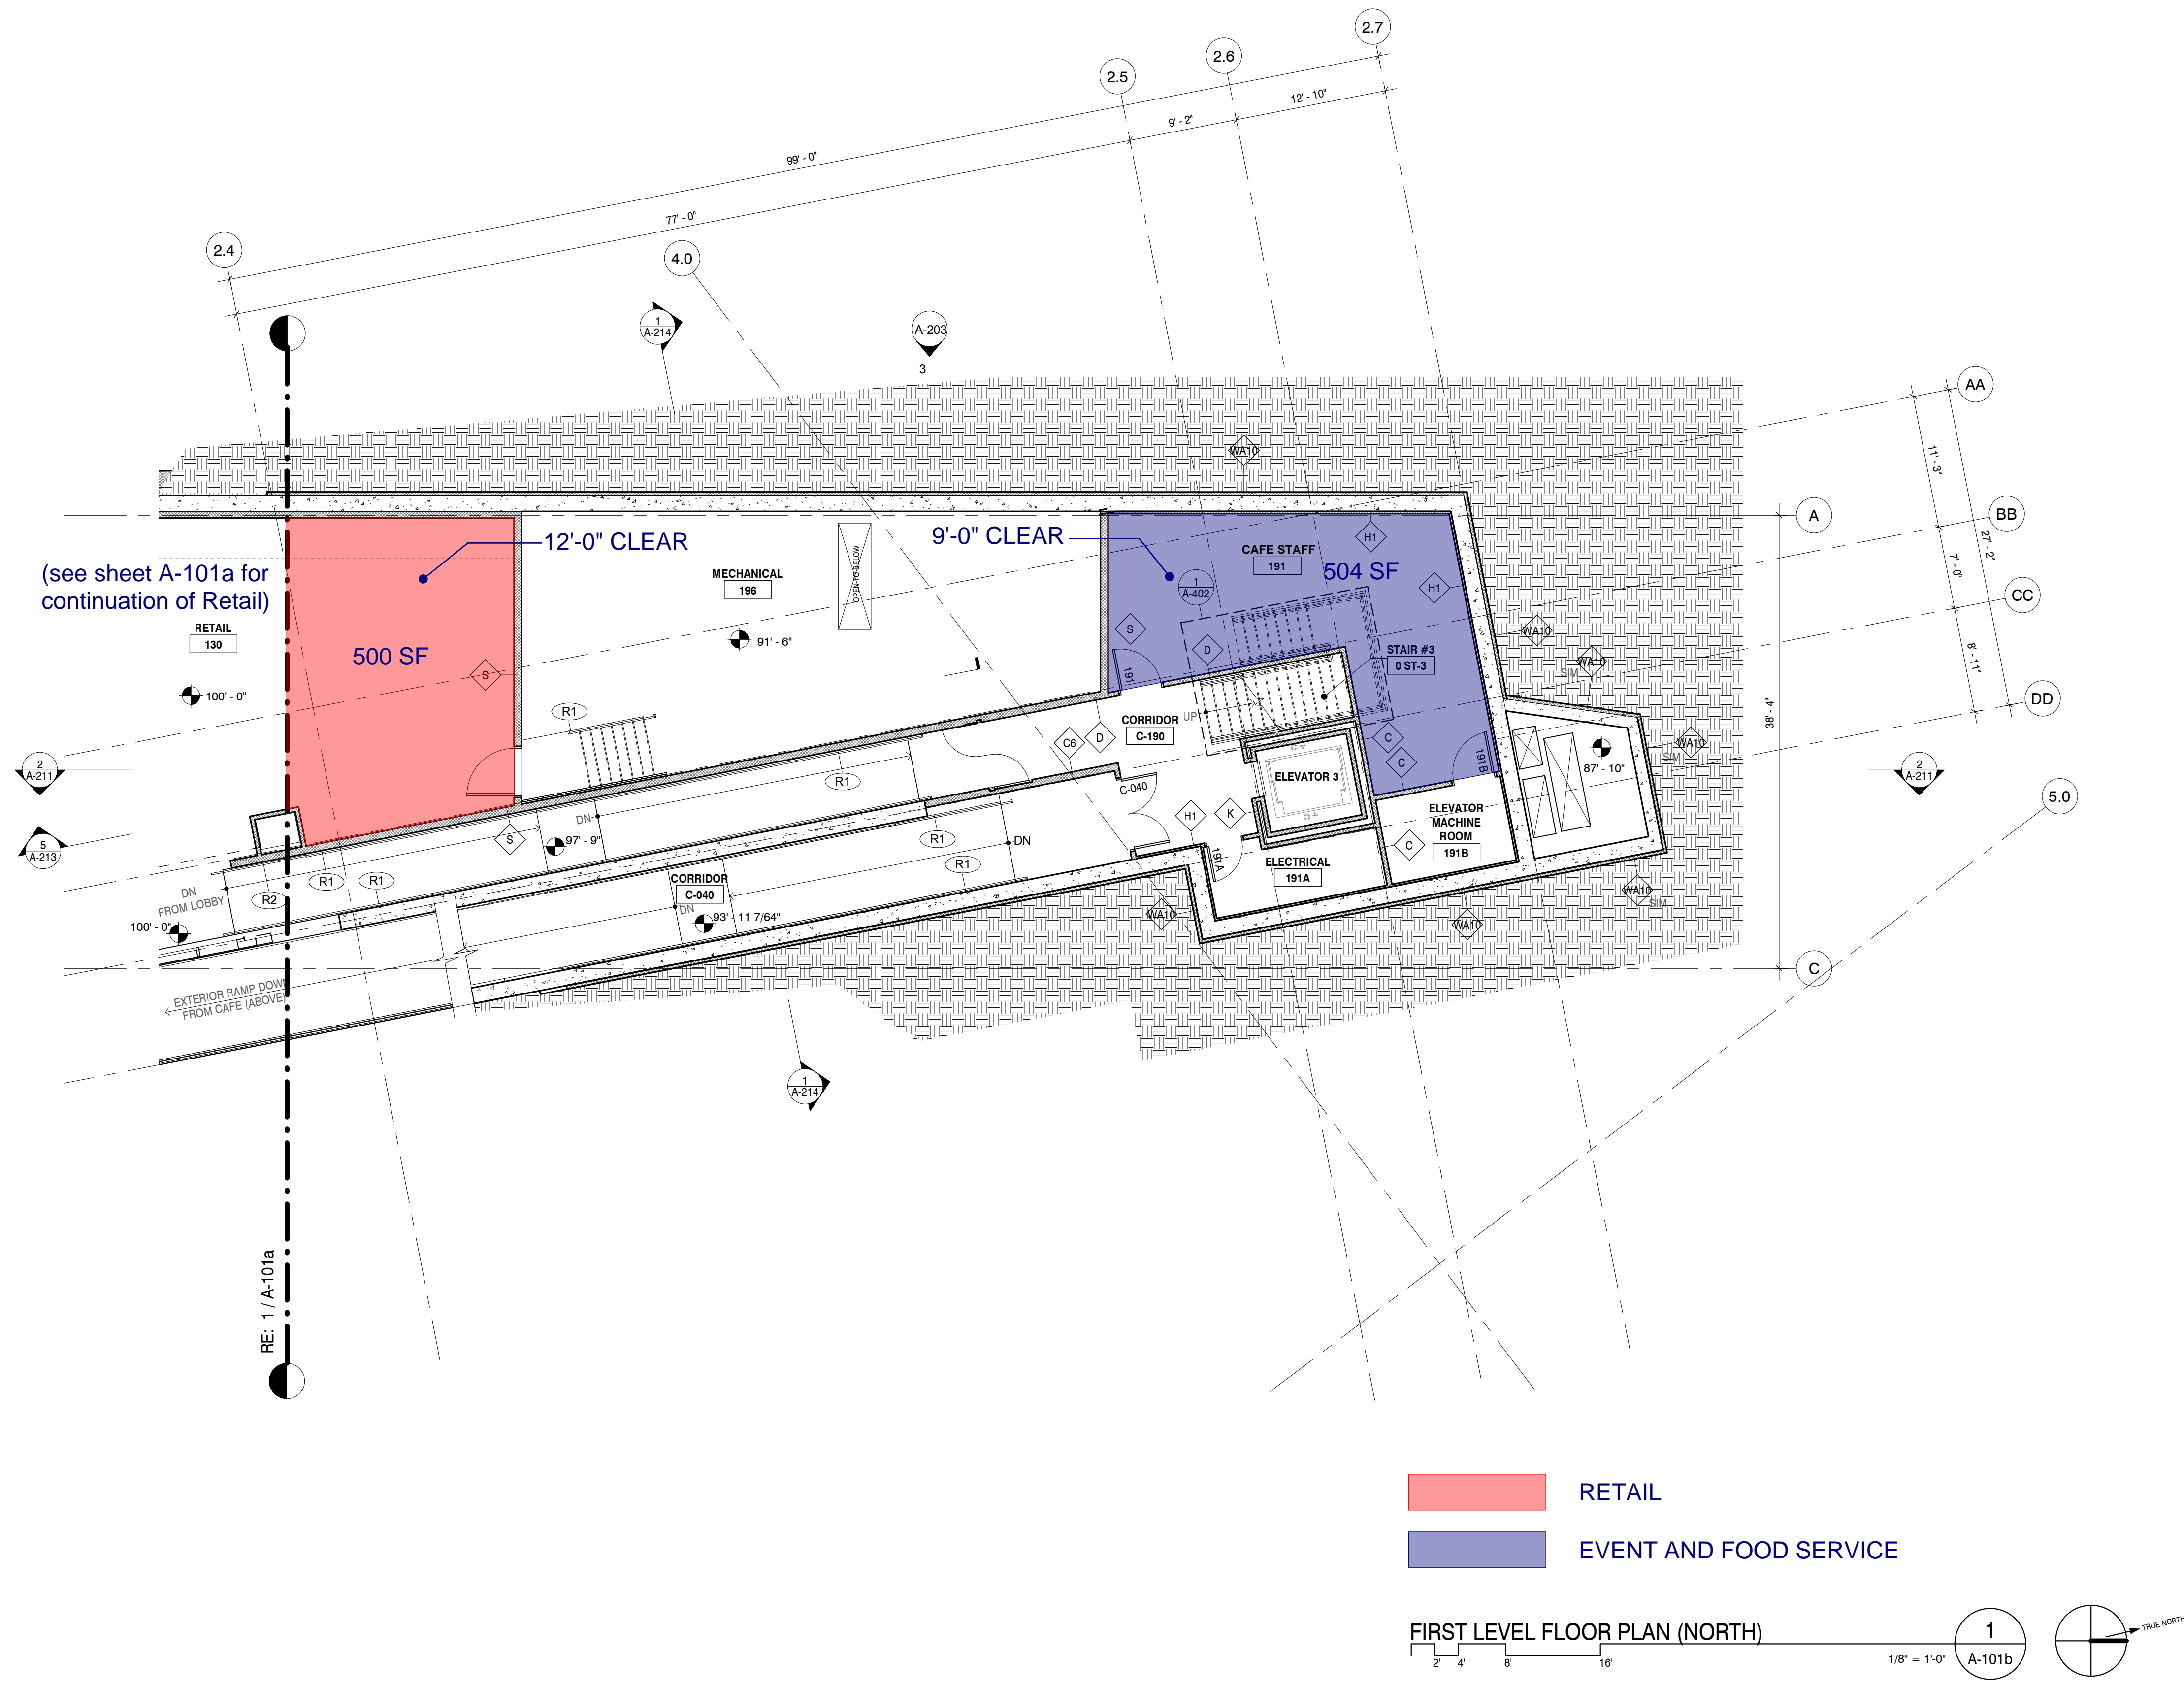 2.7
2.6
2.5
12' - 10"
9' - 2"
99' - 0"
77' - 0"
2.4
4.0
1
A-214
A-203
3
AA
11' - 3"
WA10
BB
A
27' - 2"
12'-0" CLEAR
9'-0" CLEAR
H1
CAFE STAFF
191
504 SF
OPEN TO BELOW
(see sheet A-101a for
continuation of Retail)
MECHANICAL
196
1
A-402
H1
7' - 0"
CC
RETAIL
130
500 SF
91' - 6"
S
D
WA10
STAIR #3
0 ST-3
WA10
SIM
8' - 11"
S
191
100' - 0"
DD
R1
UP
CORRIDOR
C-190
C6
D
C
38' - 4"
WA10
SIM
2
A-211
R1
C
191B
87' - 10"
2
A-211
ELEVATOR 3
C-040
5.0
DN
97' - 9"
S
R1
DN
H1
K
ELEVATOR
MACHINE
ROOM
191B
5
A-213
C
R1
191A
ELECTRICAL
191A
R1
R1
R2
DN
FROM LOBBY
CORRIDOR
C-040
DN
93' - 11 7/64"
WA10
WA10
WA10
SIM
100' - 0"
C
EXTERIOR RAMP DOWN
FROM CAFE (ABOVE)
1
A-214
RE: 1 / A-101a
RETAIL
EVENT AND FOOD SERVICE
FIRST LEVEL FLOOR PLAN (NORTH)
2'
4'
8'
16'
1/8" = 1'-0"
1
A-101b
TRUE NORTH